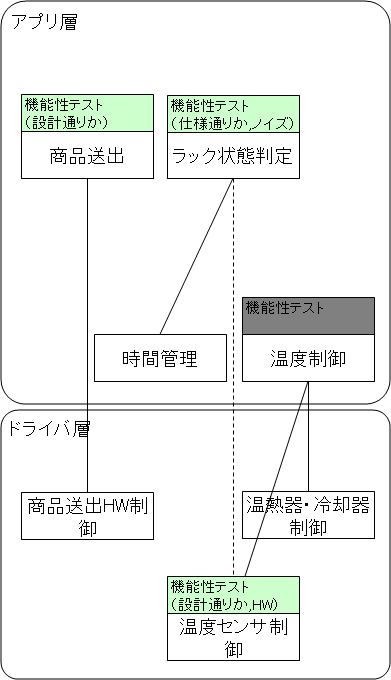 アプリ層
機能性テスト
(設計通りか)
商品送出
機能性テスト
(仕様通りか,ノイズ)
ラック状態判定
機能性テスト
温度制御
時間管理
ドライバ層
商品送出HW制
御
温熱器・冷却器
制御
機能性テスト
(設計通りか,HW)
温度センサ制
御